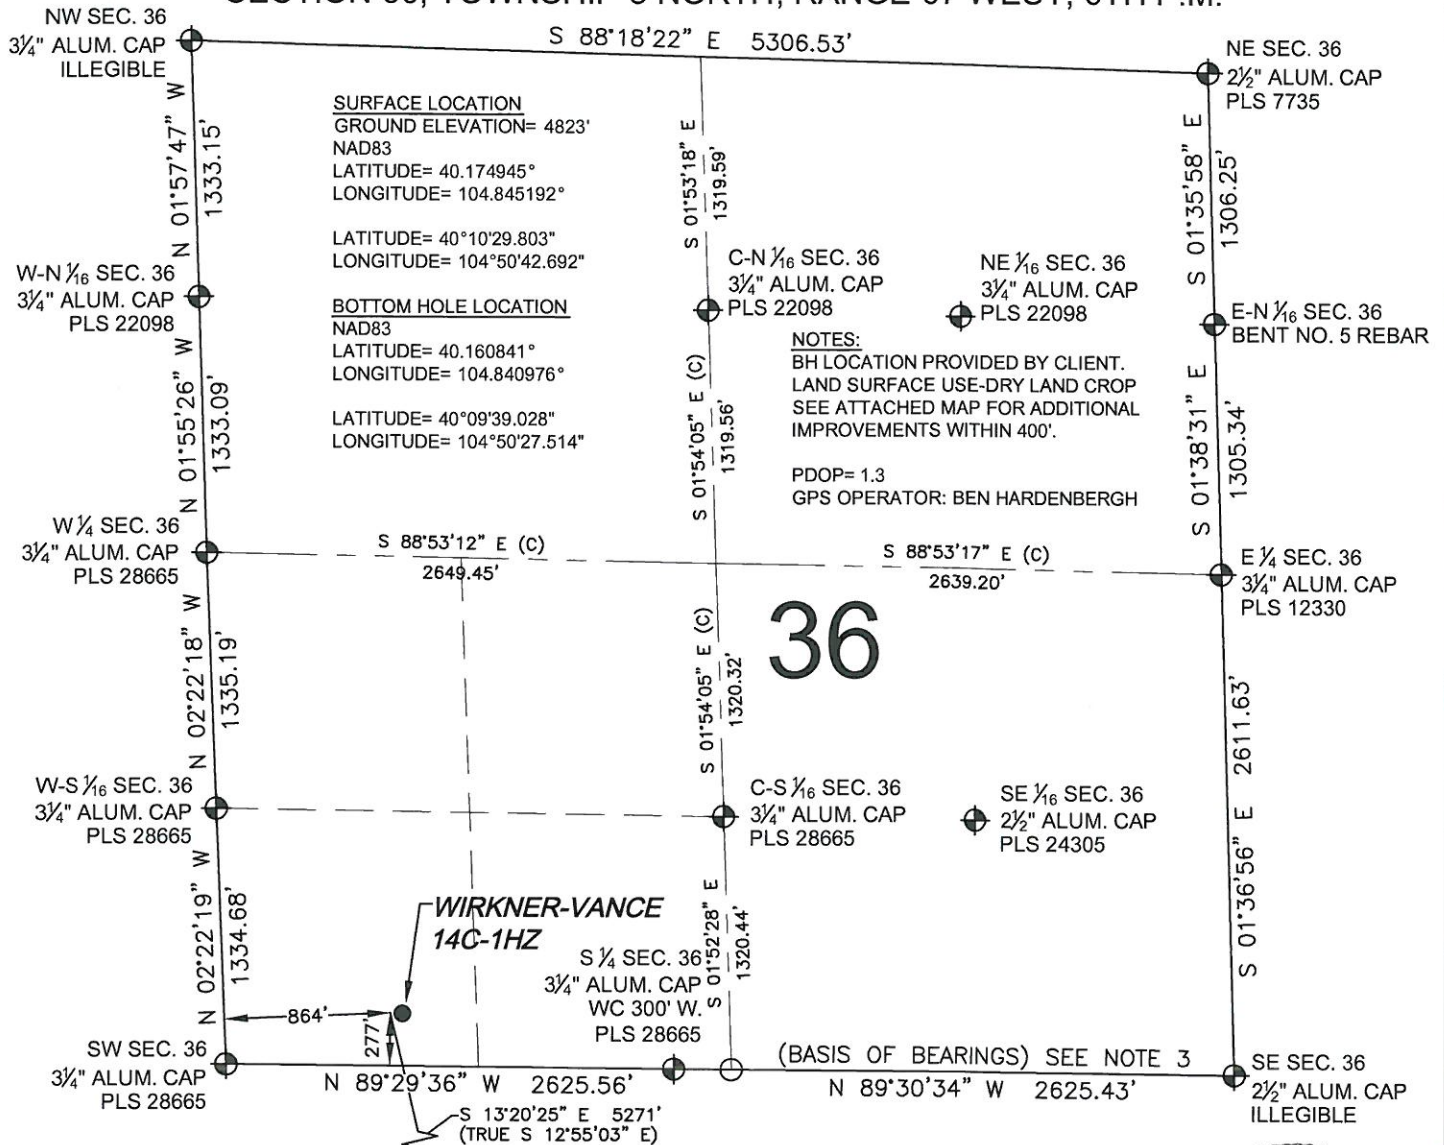 SECTION 36, TOWNSHIP 3 NORTH, RANGE 67 WEST, 6TH P.M.
NW SEC. 36
3¼" ALUM. CAP
ILLEGIBLE
S 88°18'22" E 5306.53'
NE SEC. 36
2½" ALUM. CAP
PLS 7735
N 01°57'47" W
1333.15'
SURFACE LOCATION
GROUND ELEVATION= 4823'
NAD83
LATITUDE= 40.174945°
LONGITUDE= 104.845192°
LATITUDE= 40°10'29.803"
LONGITUDE= 104°50'42.692"
BOTTOM HOLE LOCATION
NAD83
LATITUDE= 40.160841°
LONGITUDE= 104.840976°
LATITUDE= 40°09'39.028"
LONGITUDE= 104°50'27.514"
S 01°53'18" E
1319.59'
S 01°35'58" E
1306.25'
W-N 1⁄16 SEC. 36
3¼" ALUM. CAP
PLS 22098
C-N 1⁄16 SEC. 36
3¼" ALUM. CAP
PLS 22098
NE 1⁄16 SEC. 36
3¼" ALUM. CAP
PLS 22098
E-N 1⁄16 SEC. 36
BENT NO. 5 REBAR
NOTES:
BH LOCATION PROVIDED BY CLIENT.
LAND SURFACE USE-DRY LAND CROP
SEE ATTACHED MAP FOR ADDITIONAL
IMPROVEMENTS WITHIN 400'.
PDOP= 1.3
GPS OPERATOR: BEN HARDENBERGH
N 01°55'26" W
1333.09'
S 01°54'05" E (C)
1319.56'
S 01°38'31" E
1305.34'
W ¼ SEC. 36
3¼" ALUM. CAP
PLS 28665
S 88°53'12" E (C)
2649.45'
S 88°53'17" E (C)
2639.20'
E ¼ SEC. 36
3¼" ALUM. CAP
PLS 12330
36
N 02°22'18" W
1335.19'
S 01°54'05" E (C)
1320.32'
S 01°36'56" E 2611.63'
W-S 1⁄16 SEC. 36
3¼" ALUM. CAP
PLS 28665
C-S 1⁄16 SEC. 36
3¼" ALUM. CAP
PLS 28665
SE 1⁄16 SEC. 36
2½" ALUM. CAP
PLS 24305
N 02°22'19" W
1334.68'
WIRKNER-VANCE
14C-1HZ
S 01°52'28" E
1320.44'
S ¼ SEC. 36
3¼" ALUM. CAP
WC 300' W.
PLS 28665
864'
277'
SW SEC. 36
3¼" ALUM. CAP
PLS 28665
N 89°29'36" W 2625.56'
(BASIS OF BEARINGS) SEE NOTE 3
N 89°30'34" W 2625.43'
SE SEC. 36
2½" ALUM. CAP
ILLEGIBLE
S 13°20'25" E 5271'
(TRUE S 12°55'03" E)